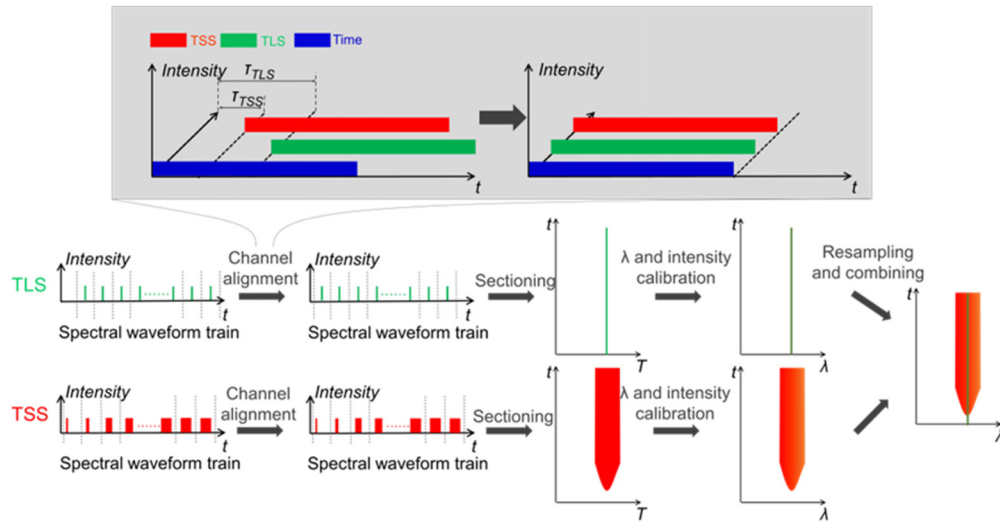 TSS TLS Time
Intensity
τTLS
τTSS
t
Intensity
t
TLS
Intensity
t
Spectral waveform train
Channel
alignment
Intensity
t
Spectral waveform train
Sectioning
t
T
λ and intensity
calibration
t
λ
Resampling
and combining
t
λ
TSS
Intensity
t
Spectral waveform train
Channel
alignment
Intensity
t
Spectral waveform train
Sectioning
t
T
λ and intensity
calibration
t
λ